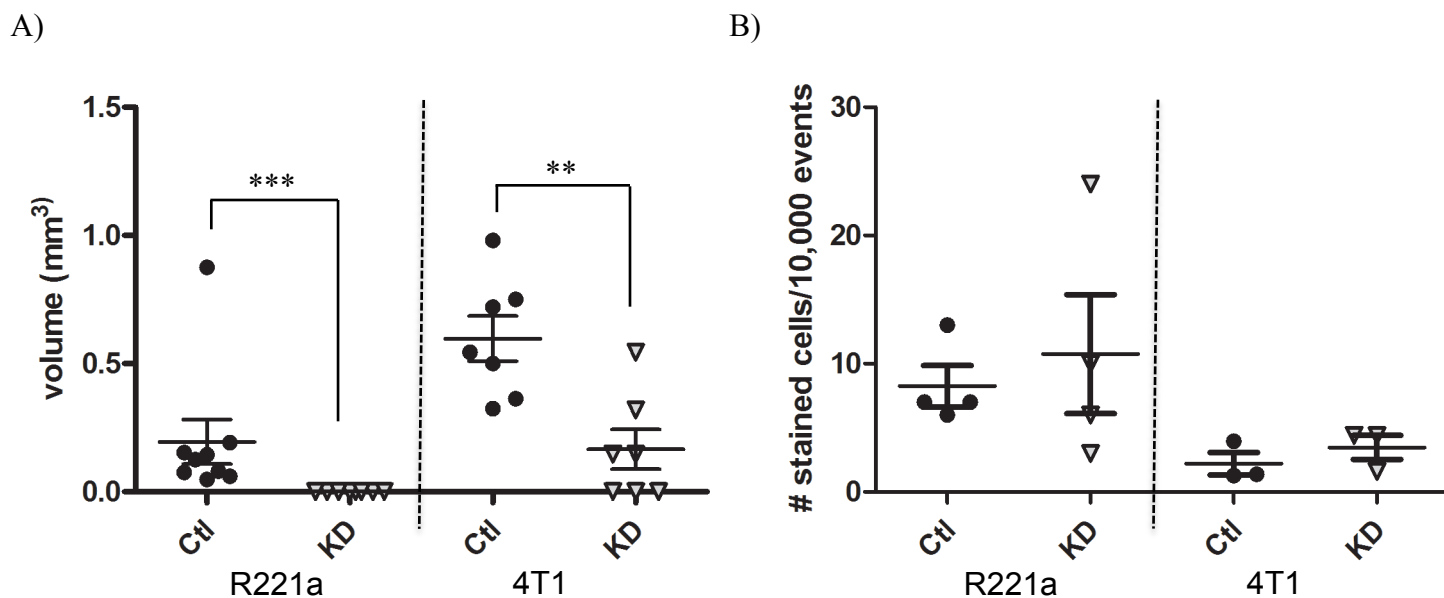 A)
volume (mm³)
1.5
1.0
0.5
0.0
***
**
Ctl
KD
Ctl
KD
R221a
4T1
B)
# stained cells/10,000 events
30
20
10
0
Ctl
KD
Ctl
KD
R221a
4T1